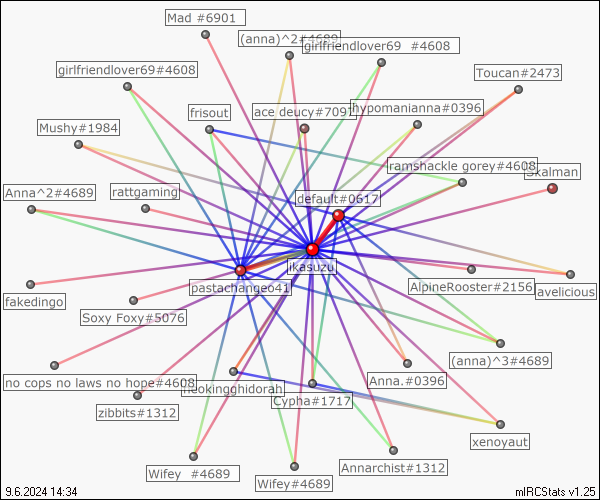 Mad #6901
(anna)^2#4689
girlfriendlover69 #4608
girlfriendlover69#4608
Toucan#2473
frisout
ace deucy#7091
hypomanianna#0396
Mushy#1984
ramshackle gorey#4608
Skalman
Anna^2#4689
rattgaming
default#0617
ikasuzu
pastachangeo41
AlpineRooster#2156
avelicious
fakedingo
Soxy Foxy#5076
(anna)^3#4689
no cops no laws no hope#4608
neokingghidorah
Anna.#0396
Cypha#1717
zibbits#1312
xenoyaut
Wifey #4689
Wifey#4689
Annarchist#1312
9.6.2024 14:34
mIRCStats v1.25